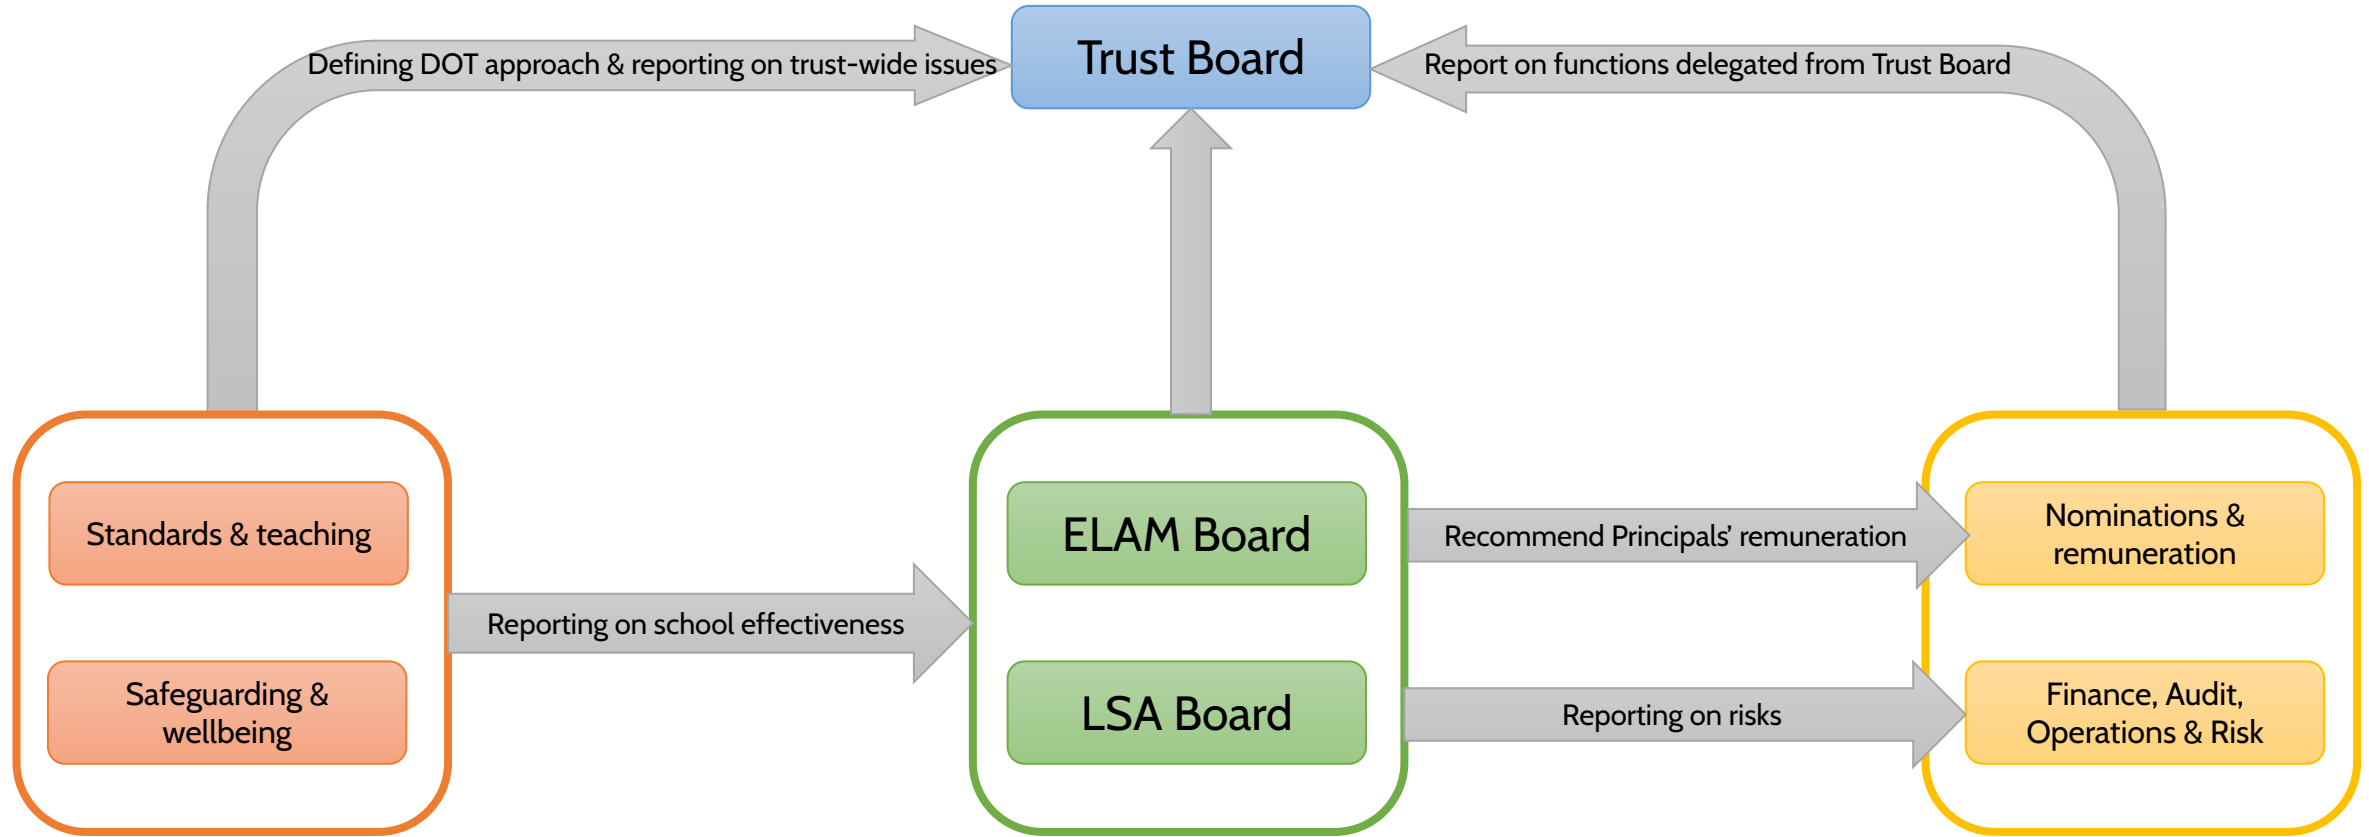 Defining DOT approach & reporting on trust-wide issues
Trust Board
Report on functions delegated from Trust Board
Standards & teaching
Safeguarding &
wellbeing
Reporting on school effectiveness
ELAM Board
LSA Board
Recommend Principals’ remuneration
Reporting on risks
Nominations &
remuneration
Finance, Audit,
Operations & Risk